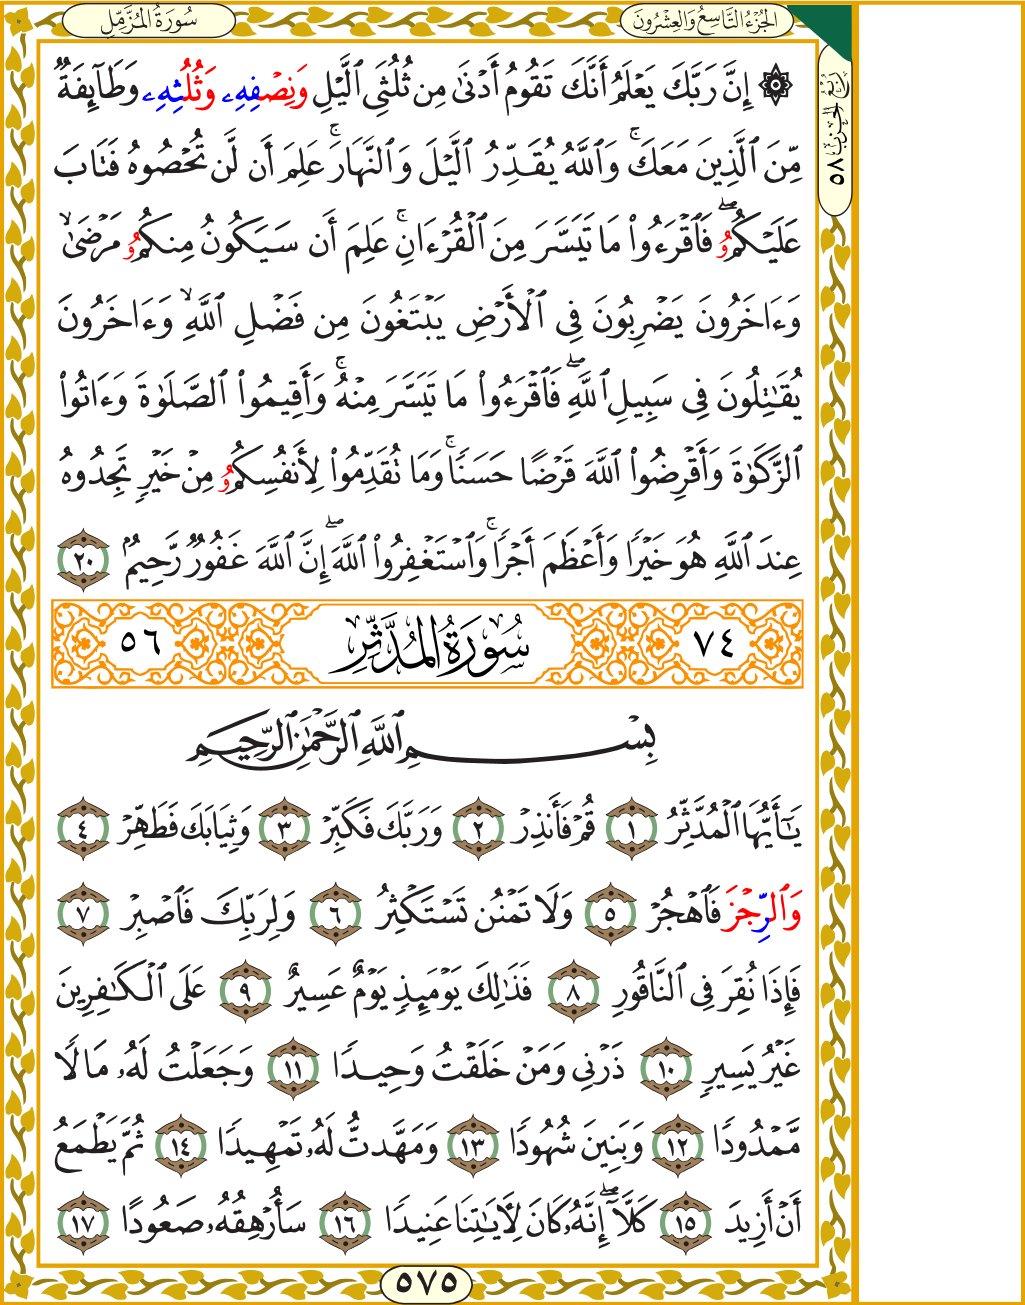 الجُزْءُ التَّاسِعُ وَالعِشْرُونَ
سُورَةُ المُزَّمِّلِ
۞ إِنَّ رَبَّكَ يَعْلَمُ أَنَّكَ تَقُومُ أَدْنَىٰ مِن ثُلُثَيِ ٱلَّيْلِ وَنِصْفِهِۦ وَثُلُثِهِۦ وَطَآئِفَةٌ
مِّنَ ٱلَّذِينَ مَعَكَۚ وَٱللَّهُ يُقَدِّرُ ٱلَّيْلَ وَٱلنَّهَارَۚ عَلِمَ أَن لَّن تُحْصُوهُ فَتَابَ
عَلَيْكُمُۥۖ فَٱقْرَءُوا۟ مَا تَيَسَّرَ مِنَ ٱلْقُرْءَانِۚ عَلِمَ أَن سَيَكُونُ مِنكُمُۥ مَرْضَىٰۙ
وَءَاخَرُونَ يَضْرِبُونَ فِى ٱلْأَرْضِ يَبْتَغُونَ مِن فَضْلِ ٱللَّهِۙ وَءَاخَرُونَ
يُقَٰتِلُونَ فِى سَبِيلِ ٱللَّهِۖ فَٱقْرَءُوا۟ مَا تَيَسَّرَ مِنْهُۚ وَأَقِيمُوا۟ ٱلصَّلَوٰةَ وَءَاتُوا۟
ٱلزَّكَوٰةَ وَأَقْرِضُوا۟ ٱللَّهَ قَرْضًا حَسَنًاۚ وَمَا تُقَدِّمُوا۟ لِأَنفُسِكُمُۥ مِنْ خَيْرٍ تَجِدُوهُ
عِندَ ٱللَّهِ هُوَ خَيْرًا وَأَعْظَمَ أَجْرًاۚ وَٱسْتَغْفِرُوا۟ ٱللَّهَۖ إِنَّ ٱللَّهَ غَفُورٌ رَّحِيمٌۢ ٢٠
٧٤ سُورَةُ المُدَّثِّرِ ٥٦
بِسْمِ ٱللَّهِ ٱلرَّحْمَٰنِ ٱلرَّحِيمِ
يَٰٓأَيُّهَا ٱلْمُدَّثِّرُ ١ قُمْ فَأَنذِرْ ٢ وَرَبَّكَ فَكَبِّرْ ٣ وَثِيَابَكَ فَطَهِّرْ ٤
وَٱلرِّجْزَ فَٱهْجُرْ ٥ وَلَا تَمْنُن تَسْتَكْثِرُ ٦ وَلِرَبِّكَ فَٱصْبِرْ ٧
فَإِذَا نُقِرَ فِى ٱلنَّاقُورِ ٨ فَذَٰلِكَ يَوْمَئِذٍ يَوْمٌ عَسِيرٌ ٩ عَلَى ٱلْكَٰفِرِينَ
غَيْرُ يَسِيرٍ ١٠ ذَرْنِى وَمَنْ خَلَقْتُ وَحِيدًا ١١ وَجَعَلْتُ لَهُۥ مَالًا
مَّمْدُودًا ١٢ وَبَنِينَ شُهُودًا ١٣ وَمَهَّدتُّ لَهُۥ تَمْهِيدًا ١٤ ثُمَّ يَطْمَعُ
أَنْ أَزِيدَ ١٥ كَلَّآۖ إِنَّهُۥ كَانَ لِأَيَٰتِنَا عَنِيدًا ١٦ سَأُرْهِقُهُۥ صَعُودًا ١٧
٥٧٥
رُبُعُ الحِزْبِ ٥٨